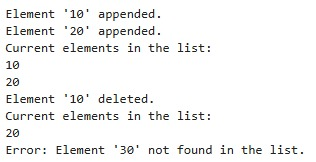 Element '10' appended.
Element '20' appended.
Current elements in the list:
10
20
Element '10' deleted.
Current elements in the list:
20
Error: Element '30' not found in the list.